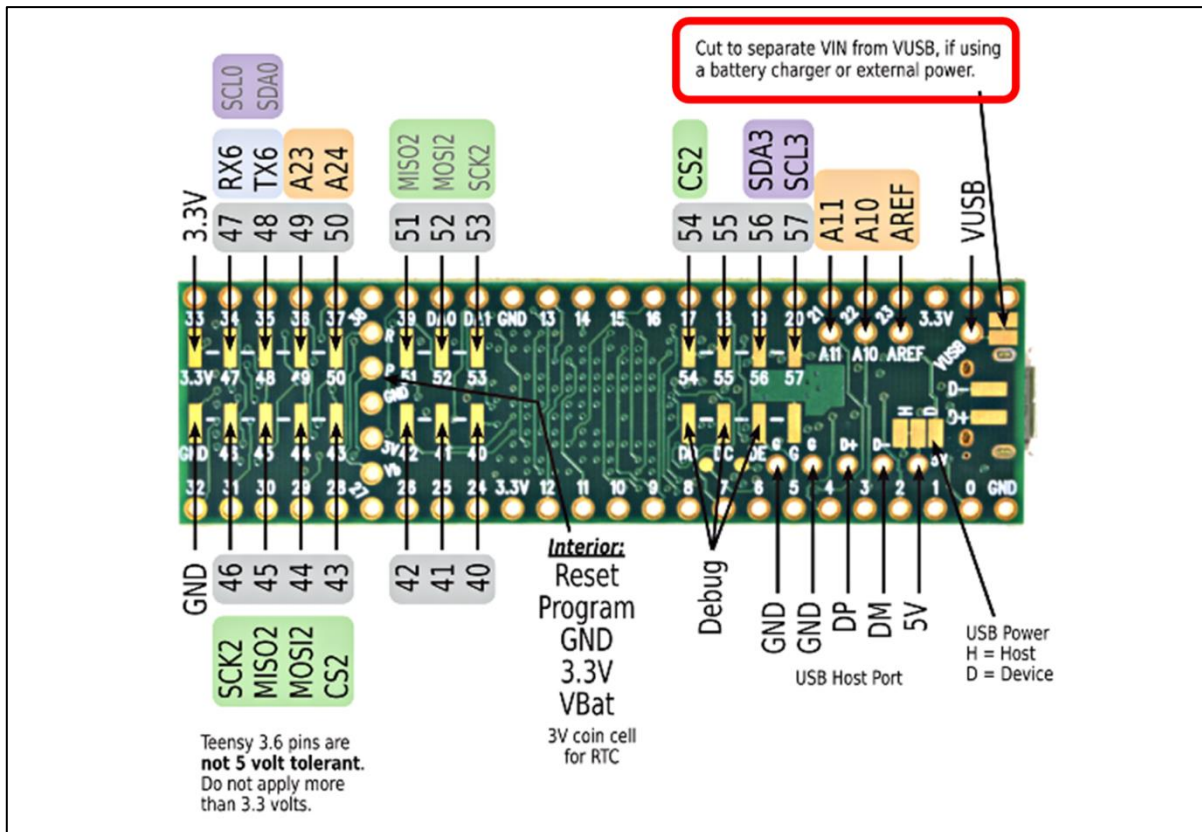 Cut to separate VIN from VUSB, if using
a battery charger or external power.
SCL0
SDA0
RX6
TX6
A23
A24
MISO2
MOSI2
SCK2
CS2
SDA3
SCL3
A11
A10
AREF
VUSB
3.3V
47
48
49
50
51
52
53
54
55
56
57
33 34 35 36 37 38 39 DA0 DA1 GND 13 14 15 16 17 18 19 20 21 22 23 3.3V
R
P
GND
3V
Vb
A11 A10 AREF VUSB
3.3V 47 48 49 50 51 52 53 54 55 56 57
D-
D+
H D
GND 46 45 44 43 42 41 40 DD DC DE G G G D+ D- 5V
32 31 30 29 28 27 26 25 24 3.3V 12 11 10 9 8 7 6 5 4 3 2 1 0 GND
GND
46
45
44
43
42
41
40
SCK2
MISO2
MOSI2
CS2
Interior:
Reset
Program
GND
3.3V
VBat
3V coin cell
for RTC
Debug
GND
GND
DP
DM
5V
USB Host Port
USB Power
H = Host
D = Device
Teensy 3.6 pins are
not 5 volt tolerant.
Do not apply more
than 3.3 volts.